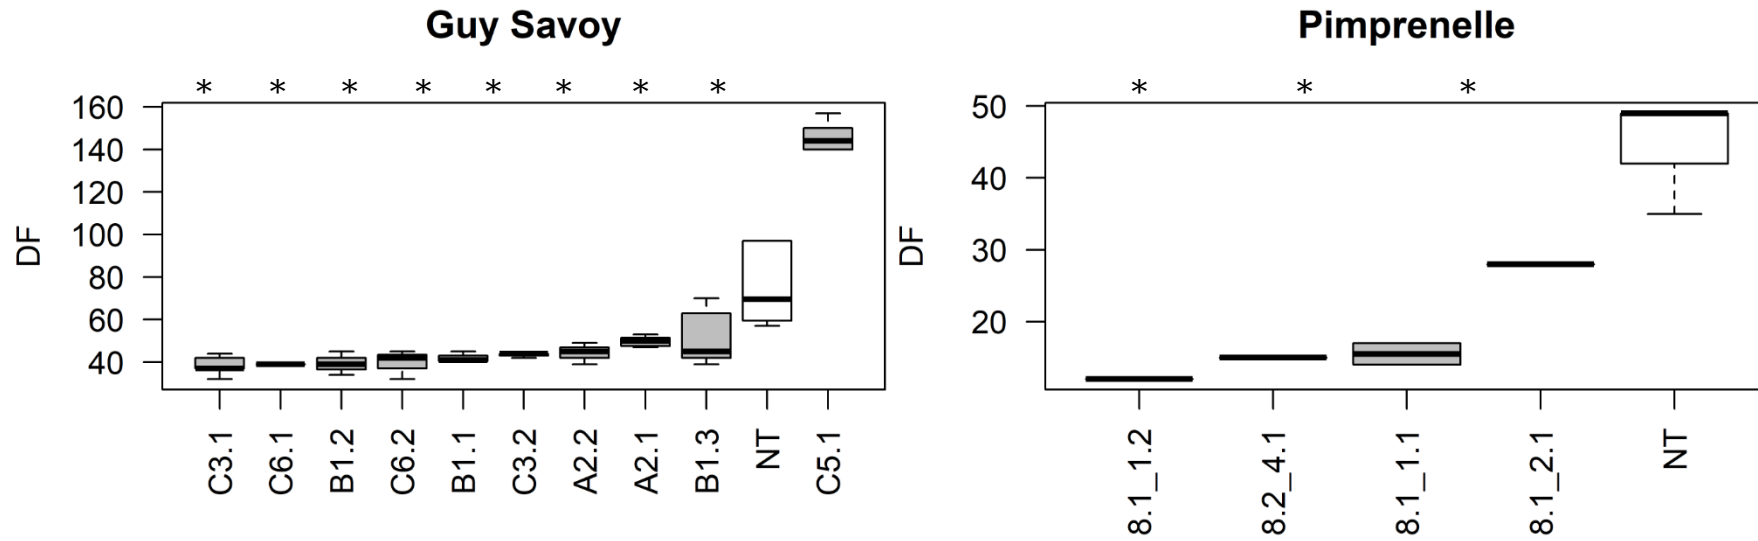 Guy Savoy
* * * * * * * *
DF
160
140
120
100
80
60
40
C3.1
C6.1
B1.2
C6.2
B1.1
C3.2
A2.2
A2.1
B1.3
NT
C5.1
Pimprenelle
* * *
DF
50
40
30
20
8.1_1.2
8.2_4.1
8.1_1.1
8.1_2.1
NT